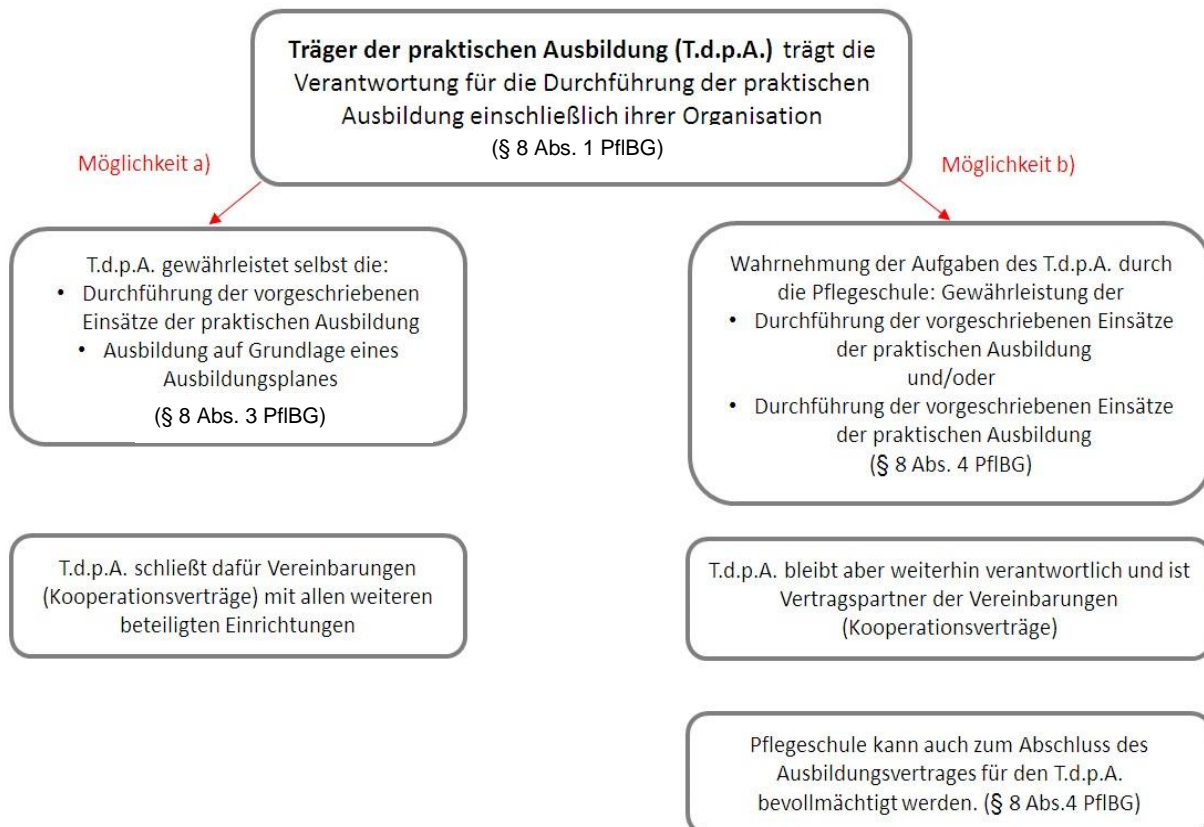 Träger der praktischen Ausbildung (T.d.p.A.) trägt die
Verantwortung für die Durchführung der praktischen
Ausbildung einschließlich ihrer Organisation
(§ 8 Abs. 1 PflBG)
Möglichkeit a)
Möglichkeit b)
T.d.p.A. gewährleistet selbst die:
• Durchführung der vorgeschriebenen
Einsätze der praktischen Ausbildung
• Ausbildung auf Grundlage eines
Ausbildungsplanes
(§ 8 Abs. 3 PflBG)
Wahrnehmung der Aufgaben des T.d.p.A. durch
die Pflegeschule: Gewährleistung der
• Durchführung der vorgeschriebenen Einsätze
der praktischen Ausbildung
und/oder
• Durchführung der vorgeschriebenen Einsätze
der praktischen Ausbildung
(§ 8 Abs. 4 PflBG)
T.d.p.A. schließt dafür Vereinbarungen
(Kooperationsverträge) mit allen weiteren
beteiligten Einrichtungen
T.d.p.A. bleibt aber weiterhin verantwortlich und ist
Vertragspartner der Vereinbarungen
(Kooperationsverträge)
Pflegeschule kann auch zum Abschluss des
Ausbildungsvertrages für den T.d.p.A.
bevollmächtigt werden. (§ 8 Abs.4 PflBG)